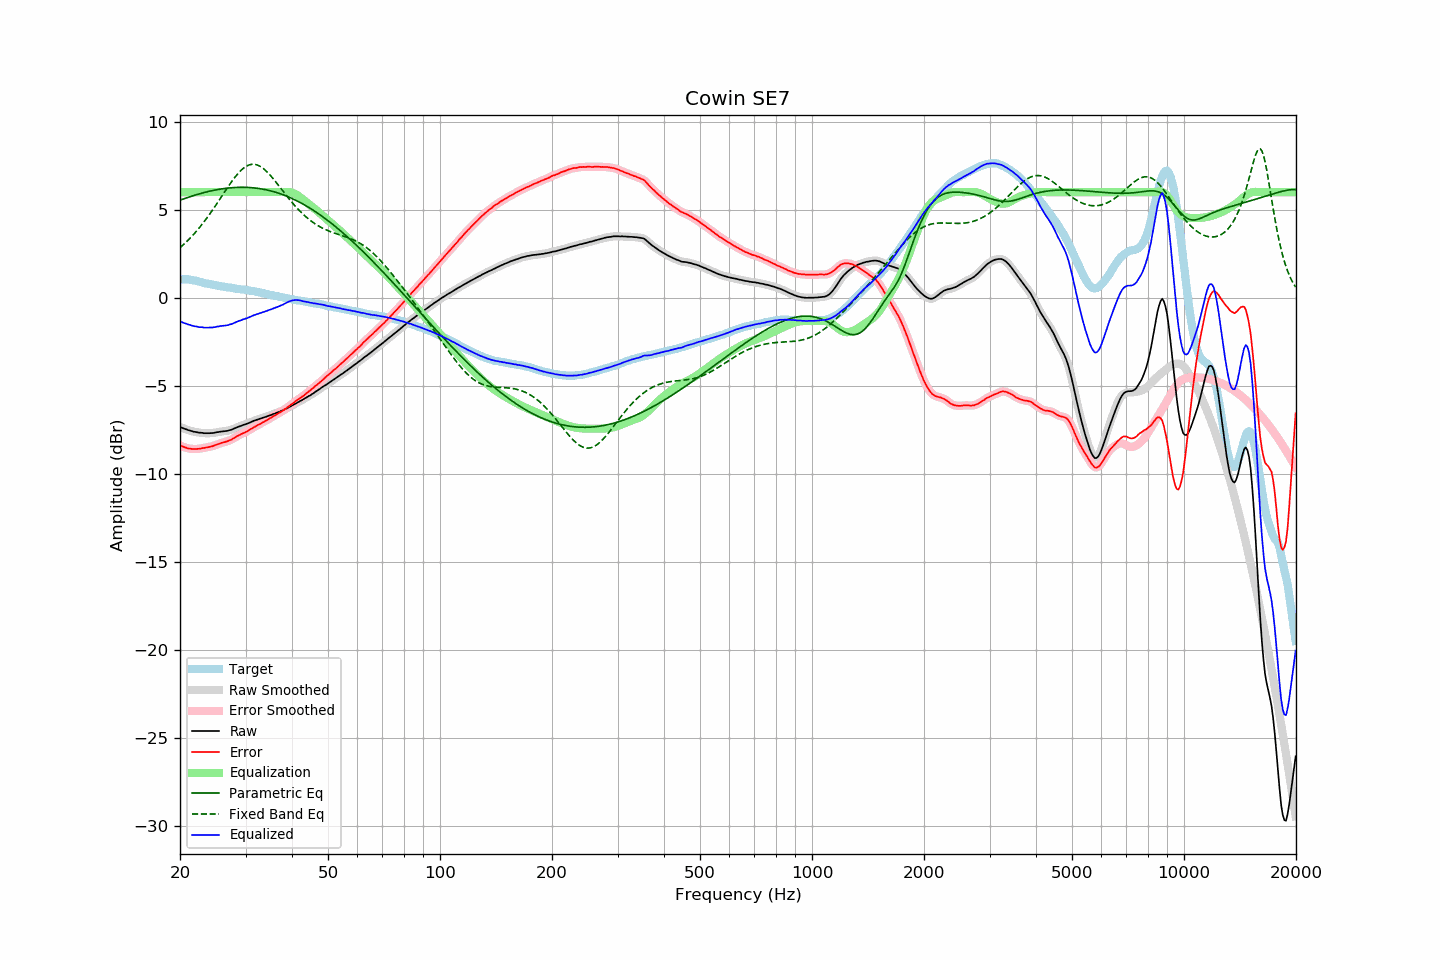 Cowin SE7
Amplitude (dBr)
10
5
0
−5
−10
−15
−20
−25
−30
Target
Raw Smoothed
Error Smoothed
Raw
Error
Equalization
Parametric Eq
Fixed Band Eq
Equalized
20 50 100 200 500 1000 2000 5000 10000 20000
Frequency (Hz)